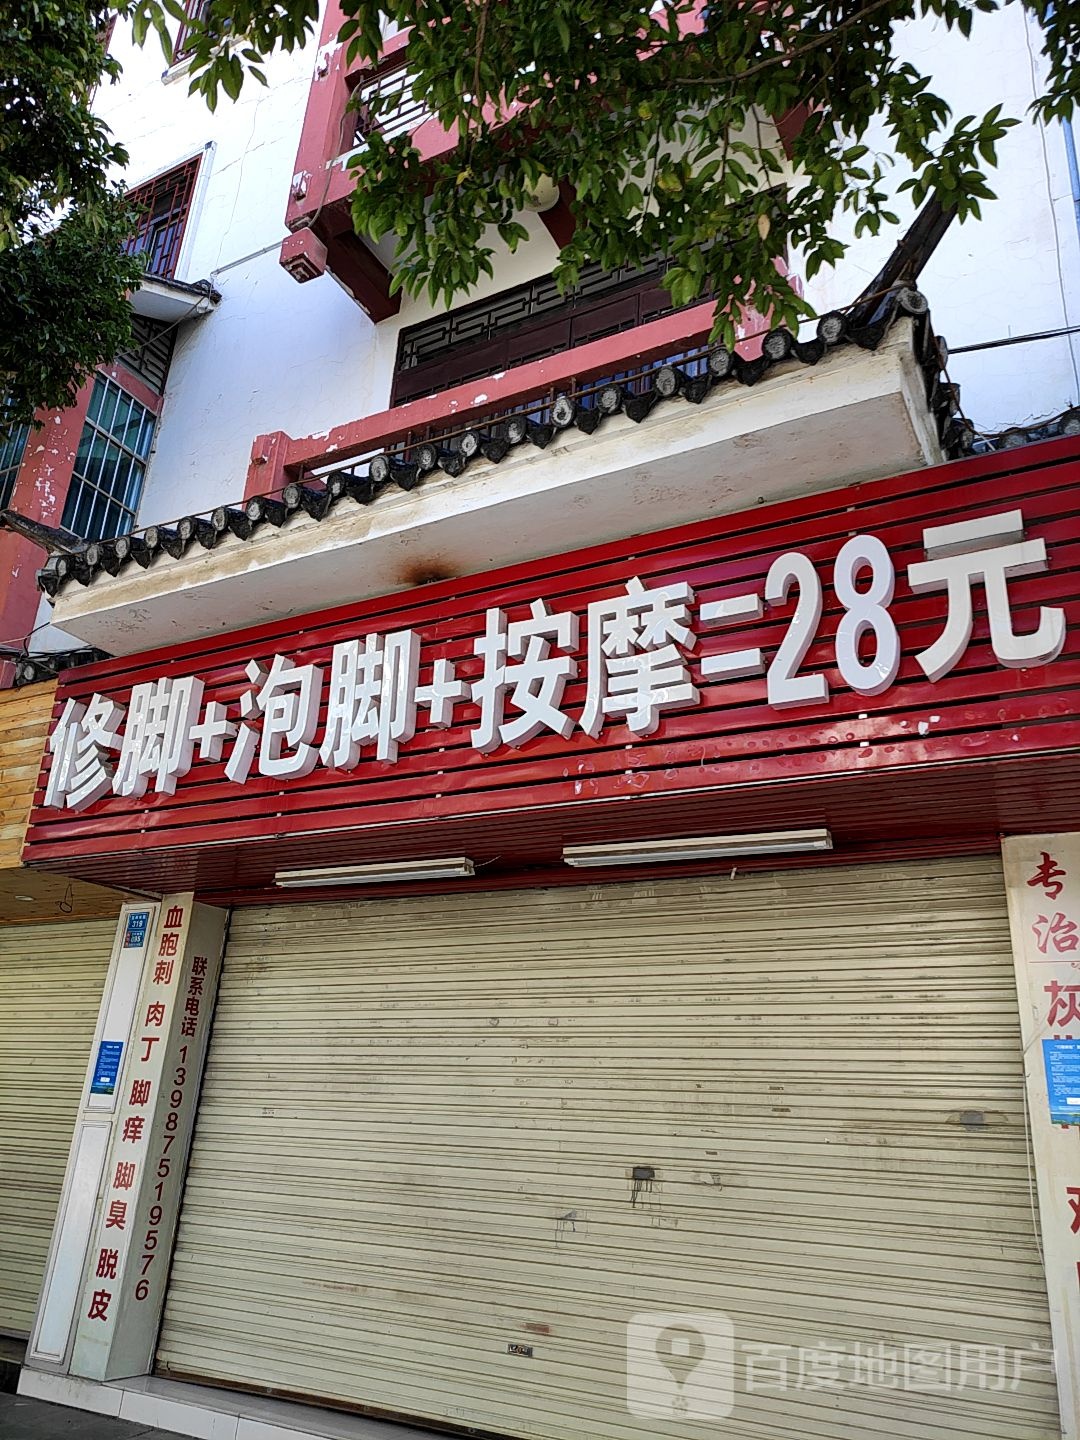 修脚+泡脚+按摩=28元
血胞刺 肉丁 脚痒 脚臭 脱皮
联系电话 13987519576
319
专治
灰
百度地图用户